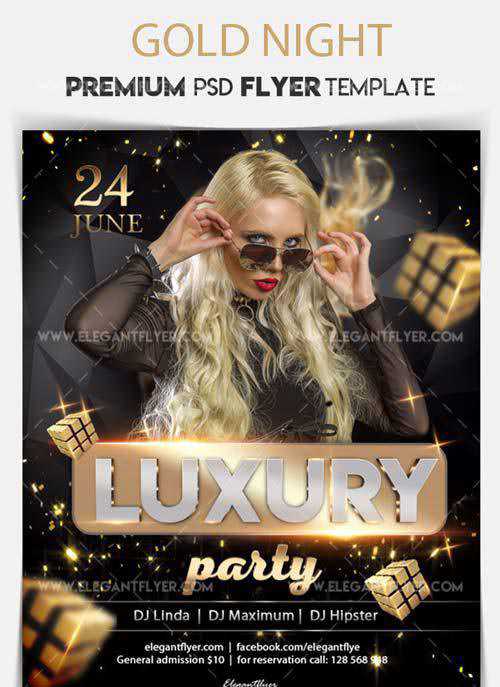 GOLD NIGHT
PREMIUM PSD FLYER TEMPLATE
24
JUNE
WWW.ELEGANTFLYER.COM
WWW.ELEGANTFLYER.COM
LUXURY
party
WWW.ELEGANTFLYER.COM
WWW.ELEGANTFLYER.COM
DJ Linda | DJ Maximum | DJ Hipster
elegantflyer.com | facebook.com/elegantflye
General admission $10 | for reservation call: 128 568 948
Elegantflyer